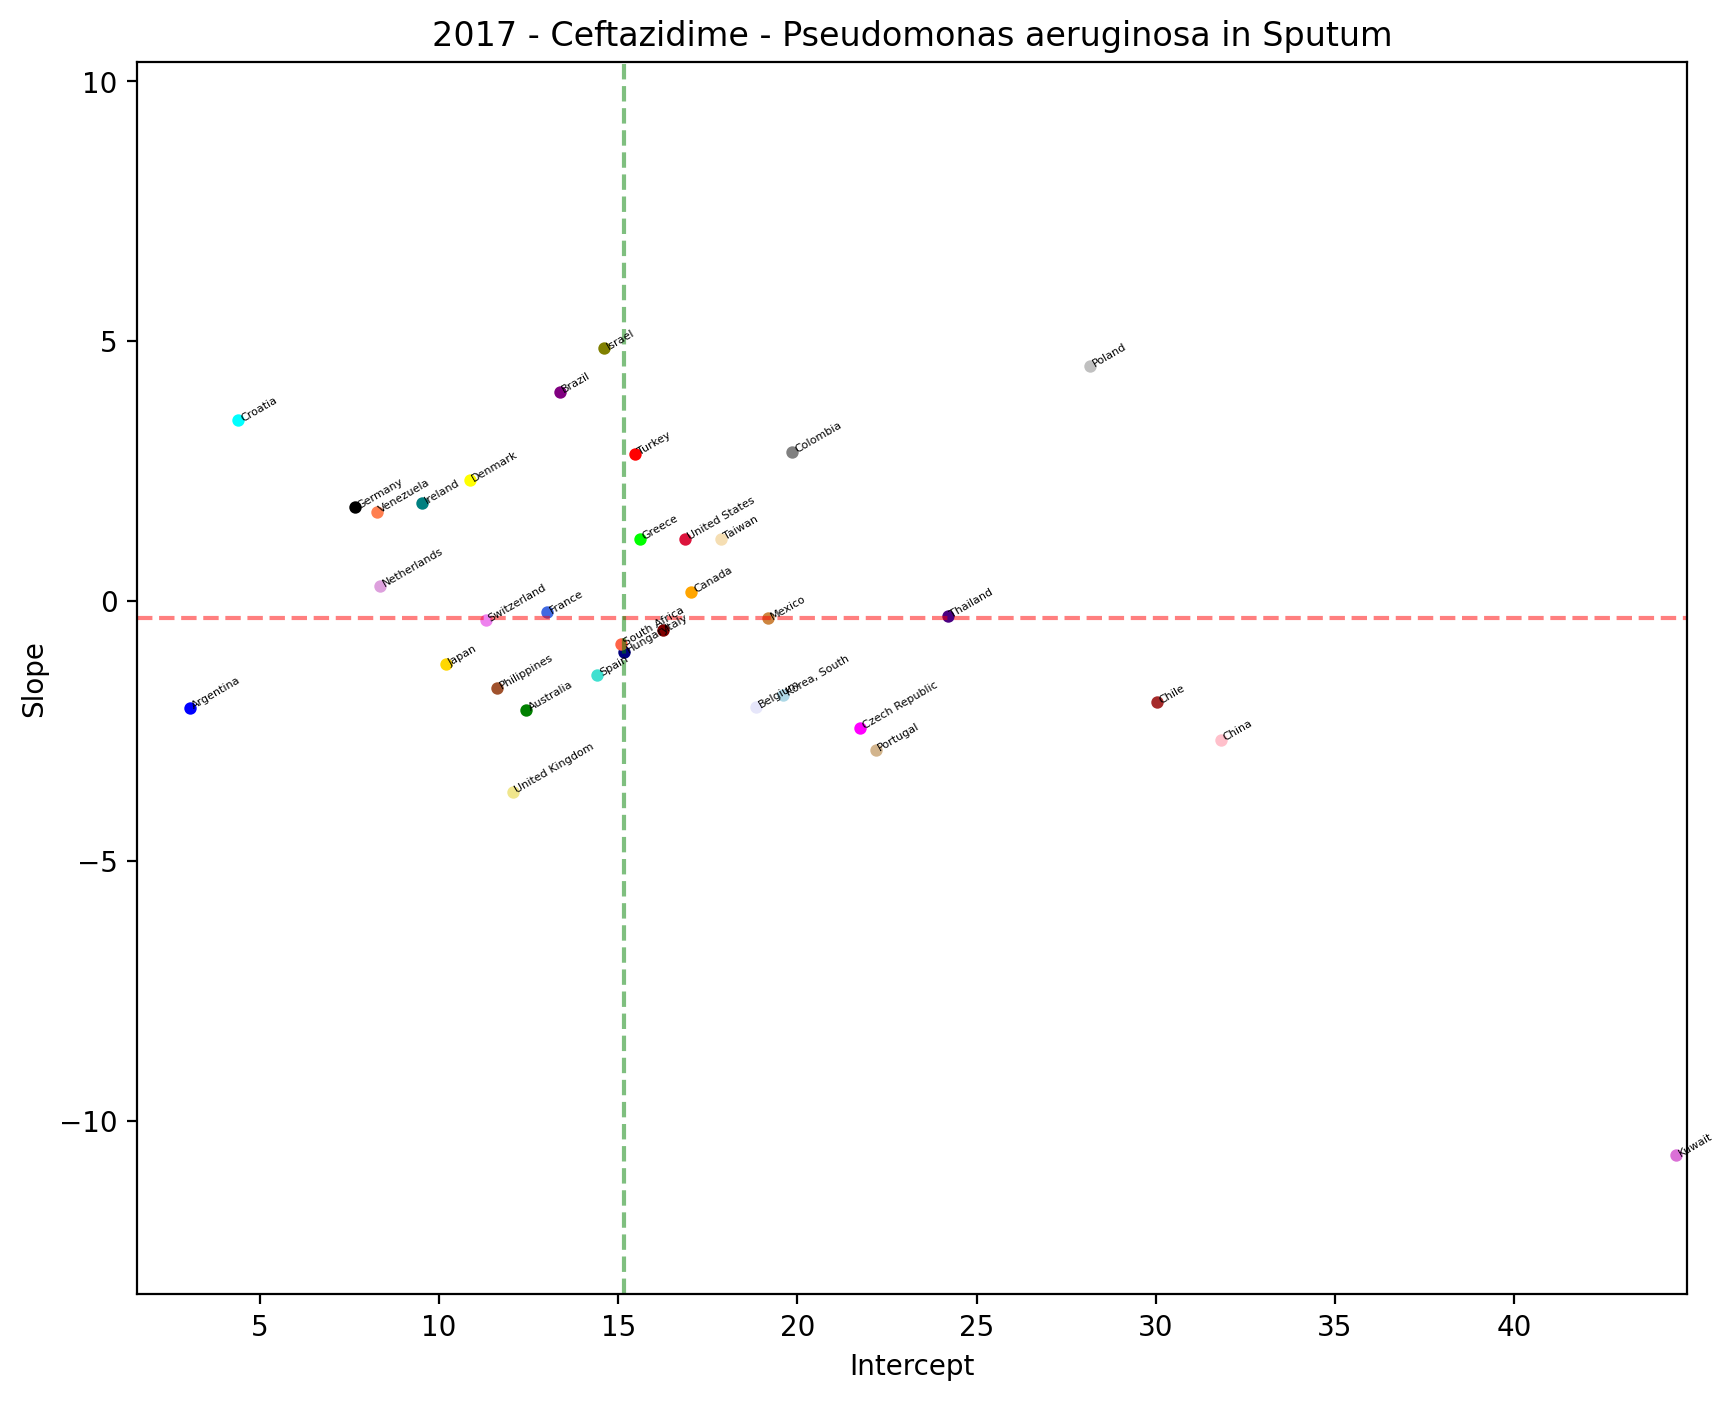 2017 - Ceftazidime - Pseudomonas aeruginosa in Sputum
10
5
0
−5
−10
Slope
Israel
Poland
Brazil
Croatia
Turkey
Colombia
Denmark
Germany
Venezuela
Ireland
Greece
United States
Taiwan
Netherlands
Canada
Switzerland
France
Mexico
Thailand
South Africa
Hungary
Italy
Japan
Spain
Philippines
Argentina
Australia
Belgium
Korea, South
Czech Republic
Portugal
Chile
China
United Kingdom
Kuwait
5 10 15 20 25 30 35 40
Intercept